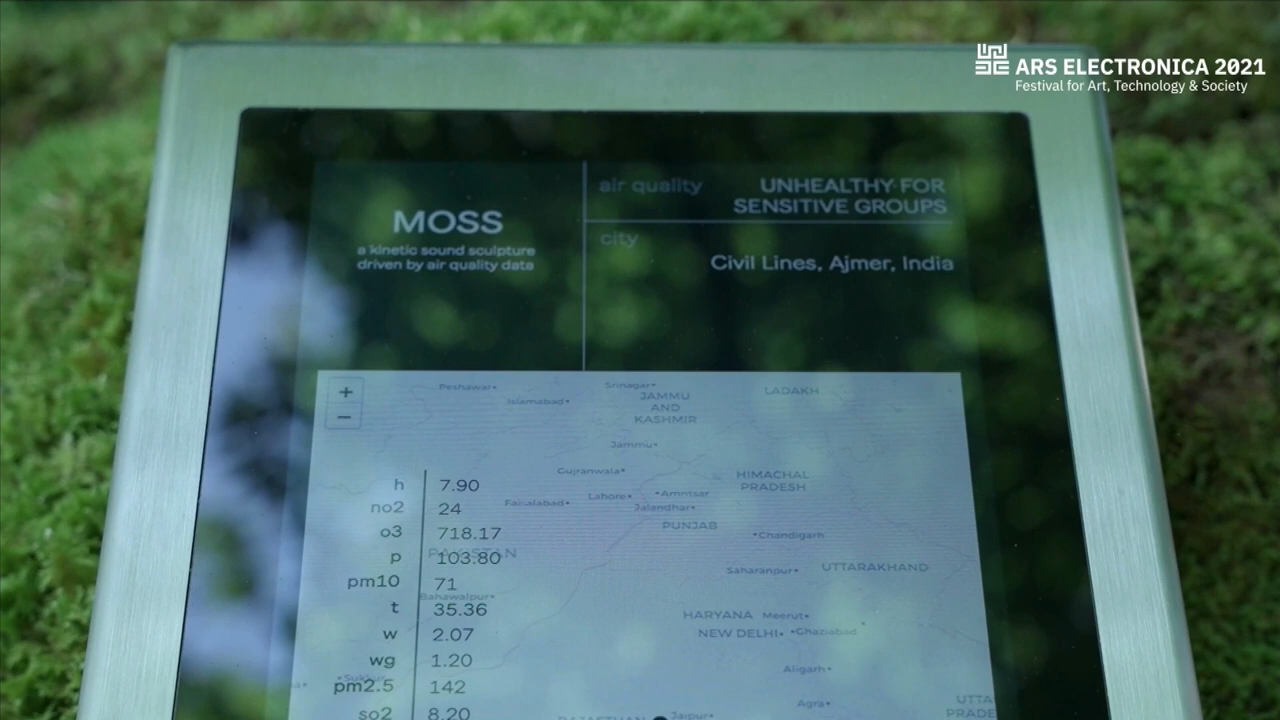 ARS ELECTRONICA 2021
Festival for Art, Technology & Society
MOSS
a kinetic sound sculpture
driven by air quality data
air quality
UNHEALTHY FOR
SENSITIVE GROUPS
city
Civil Lines, Ajmer, India
+
−
Peshawar
Srinagar
LADAKH
Islamabad
JAMMU
AND
KASHMIR
Jammu
Gujranwala
HIMACHAL
PRADESH
Faisalabad
Lahore
Amritsar
Jalandhar
PUNJAB
Chandigarh
PAKISTAN
Saharanpur
UTTARAKHAND
Bahawalpur
HARYANA
Meerut
NEW DELHI
Ghaziabad
Aligarh
Agra
Jaipur
RAJASTHAN
h 7.90
no2 24
o3 718.17
p 103.80
pm10 71
t 35.36
w 2.07
wg 1.20
pm2.5 142
so2 8.20